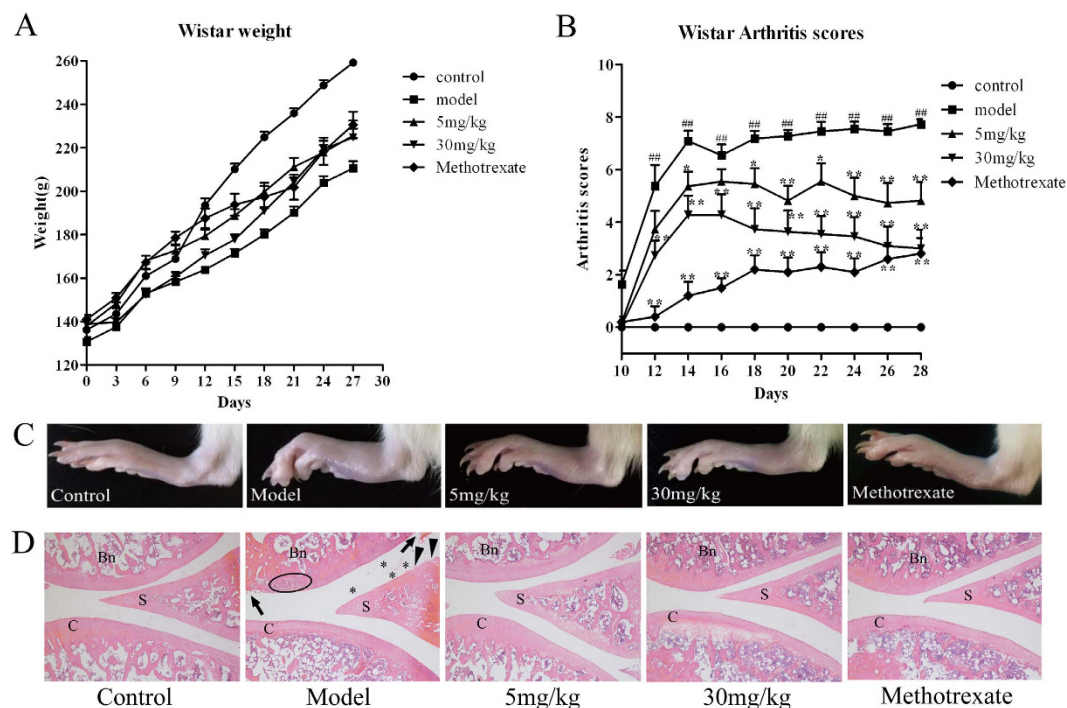 A
Wistar weight
Weight(g)
260
240
220
200
180
160
140
120
0 3 6 9 12 15 18 21 24 27 30
Days
control
model
5mg/kg
30mg/kg
Methotrexate
B
Wistar Arthritis scores
Arthritis scores
10
8
6
4
2
0
10 12 14 16 18 20 22 24 26 28
Days
## ## ## ## ## ## ## ## ##
* ** * ** * ** ** **
** ** ** ** ** ** ** ** **
** ** ** ** ** ** ** ** **
control
model
5mg/kg
30mg/kg
Methotrexate
C
Control Model 5mg/kg 30mg/kg Methotrexate
D
Bn Bn Bn Bn Bn
* * * * *
S S S S S
C C C C C
Control Model 5mg/kg 30mg/kg Methotrexate